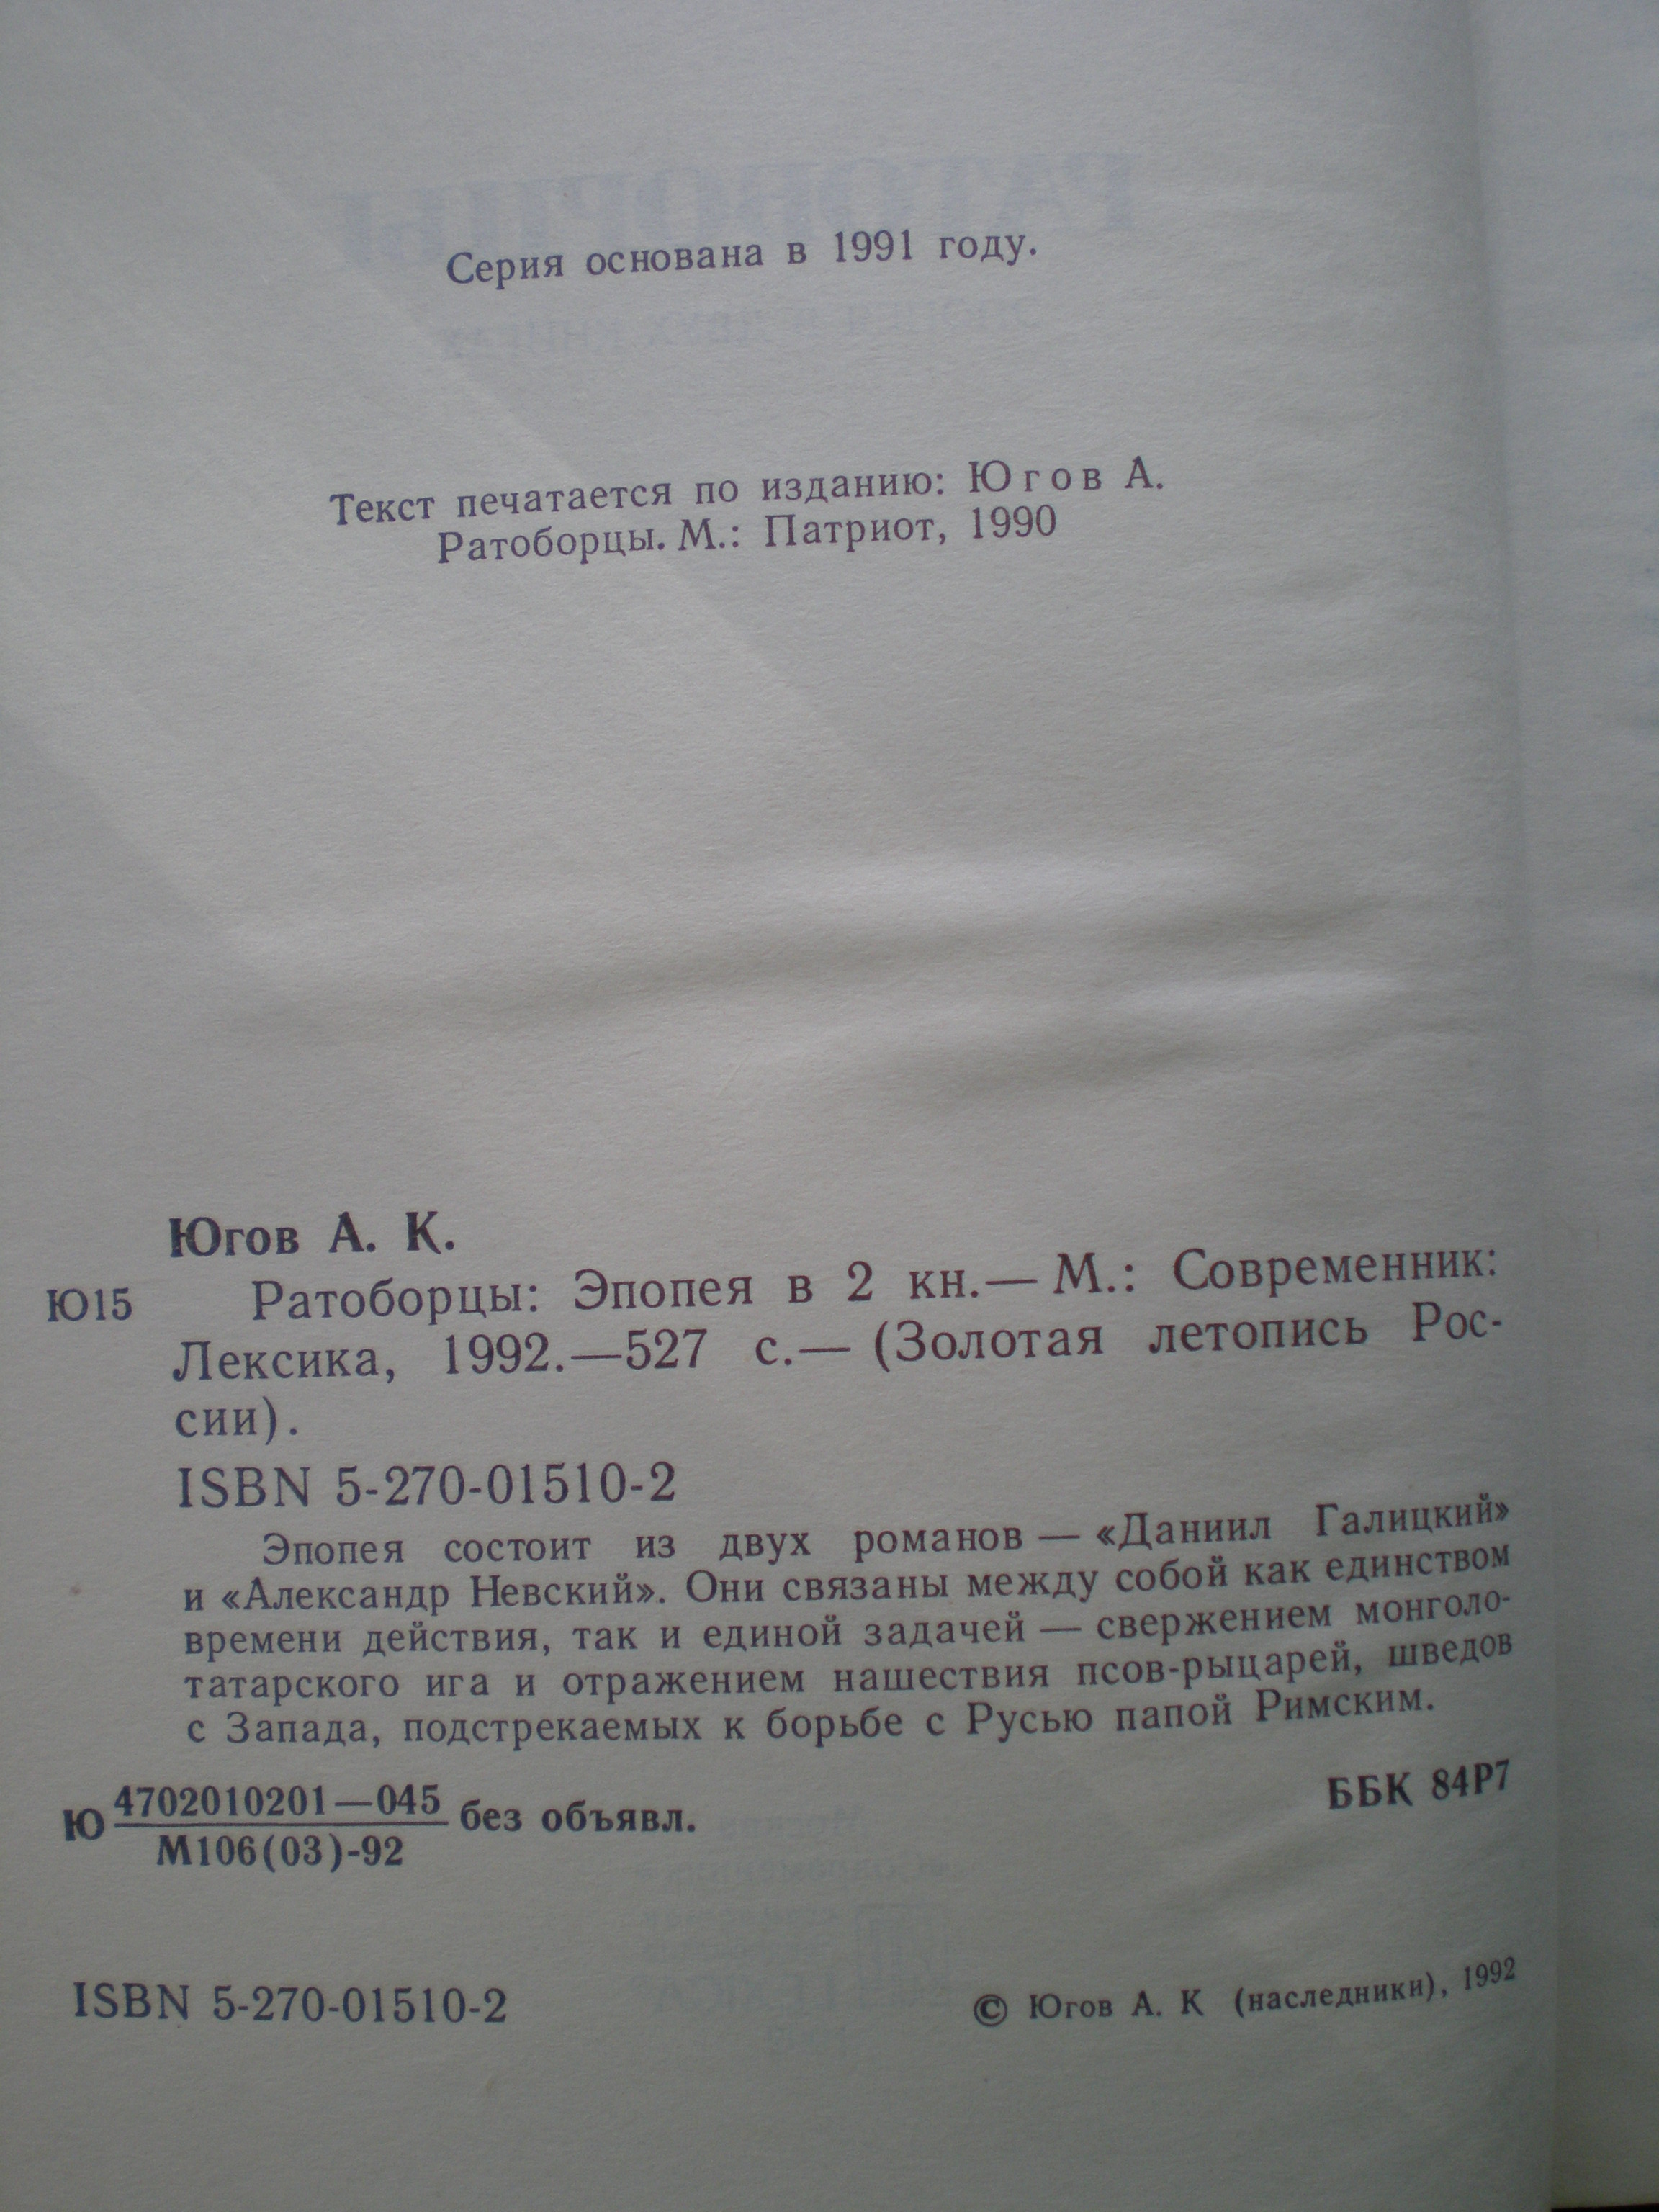 Серия основана в 1991 году.
Текст печатается по изданию: Югов А.
Ратоборцы. М.: Патриот, 1990
Югов А. К.
Ю15 Ратоборцы: Эпопея в 2 кн.— М.: Современник:
Лексика, 1992.—527 с.— (Золотая летопись Рос-
сии).
ISBN 5-270-01510-2
Эпопея состоит из двух романов — «Даниил Галицкий»
и «Александр Невский». Они связаны между собой как единством
времени действия, так и единой задачей — свержением монголо-
татарского ига и отражением нашествия псов-рыцарей, шведов
с Запада, подстрекаемых к борьбе с Русью папой Римским.
Ю 4702010201—045 без объявл.
М106(03)-92
ББК 84Р7
ISBN 5-270-01510-2
© Югов А. К (наследники), 1992